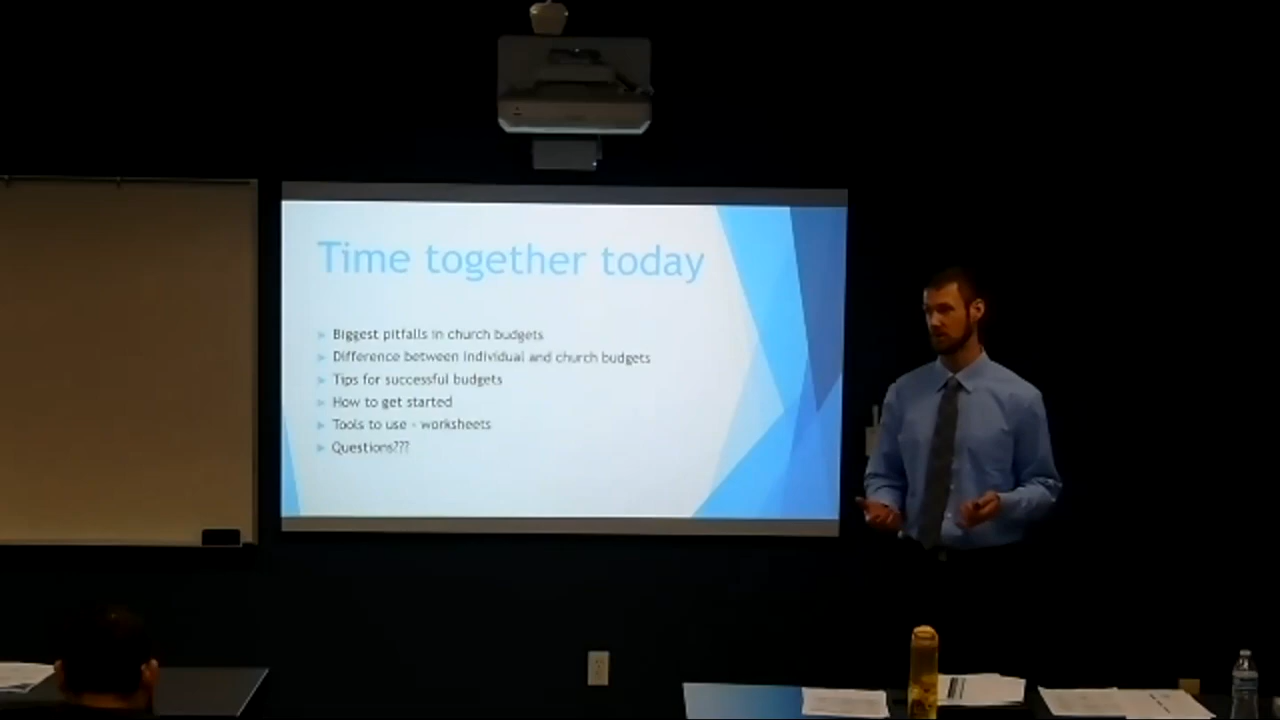 Time together today
Biggest pitfalls in church budgets
Difference between individual and church budgets
Tips for successful budgets
How to get started
Tools to use - worksheets
Questions???